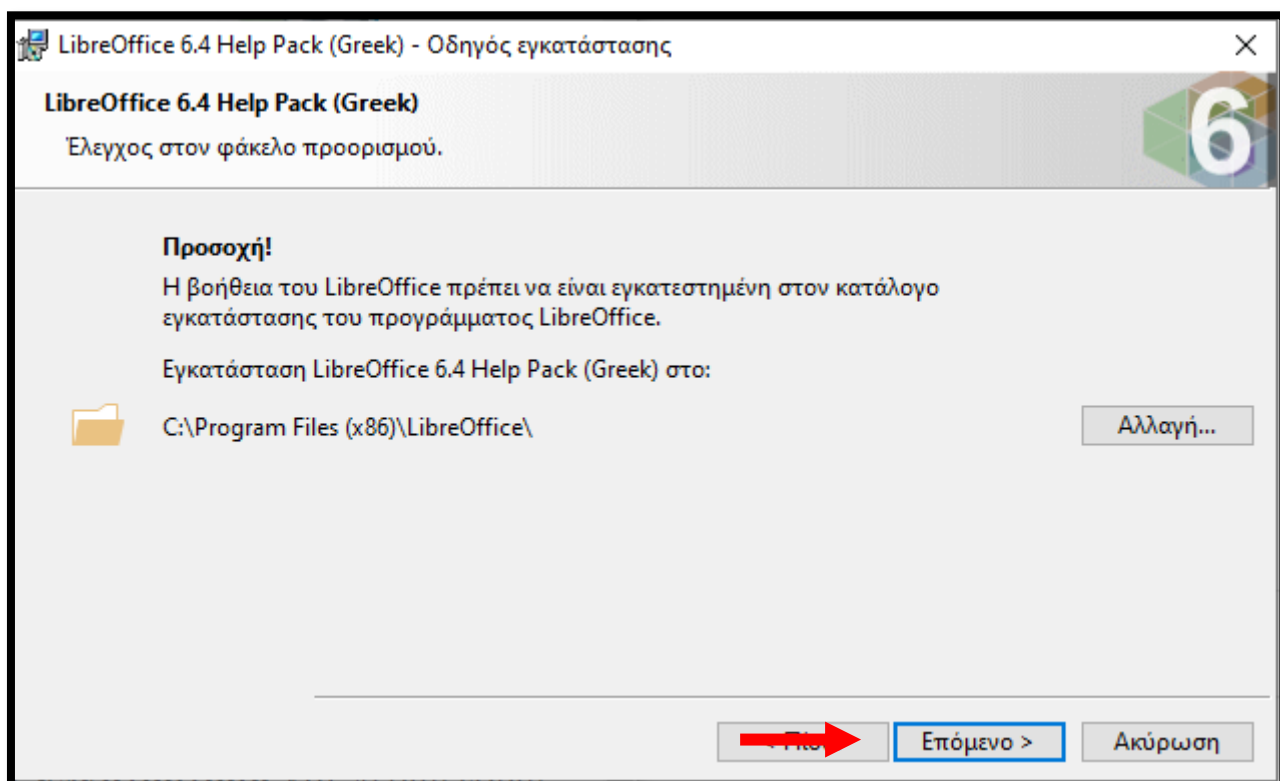 LibreOffice 6.4 Help Pack (Greek) - Οδηγός εγκατάστασης
LibreOffice 6.4 Help Pack (Greek)
Έλεγχος στον φάκελο προορισμού.
6
Προσοχή!
Η βοήθεια του LibreOffice πρέπει να είναι εγκατεστημένη στον κατάλογο
εγκατάστασης του προγράμματος LibreOffice.
Εγκατάσταση LibreOffice 6.4 Help Pack (Greek) στο:
C:\Program Files (x86)\LibreOffice\
Αλλαγή...
Επόμενο >
Ακύρωση